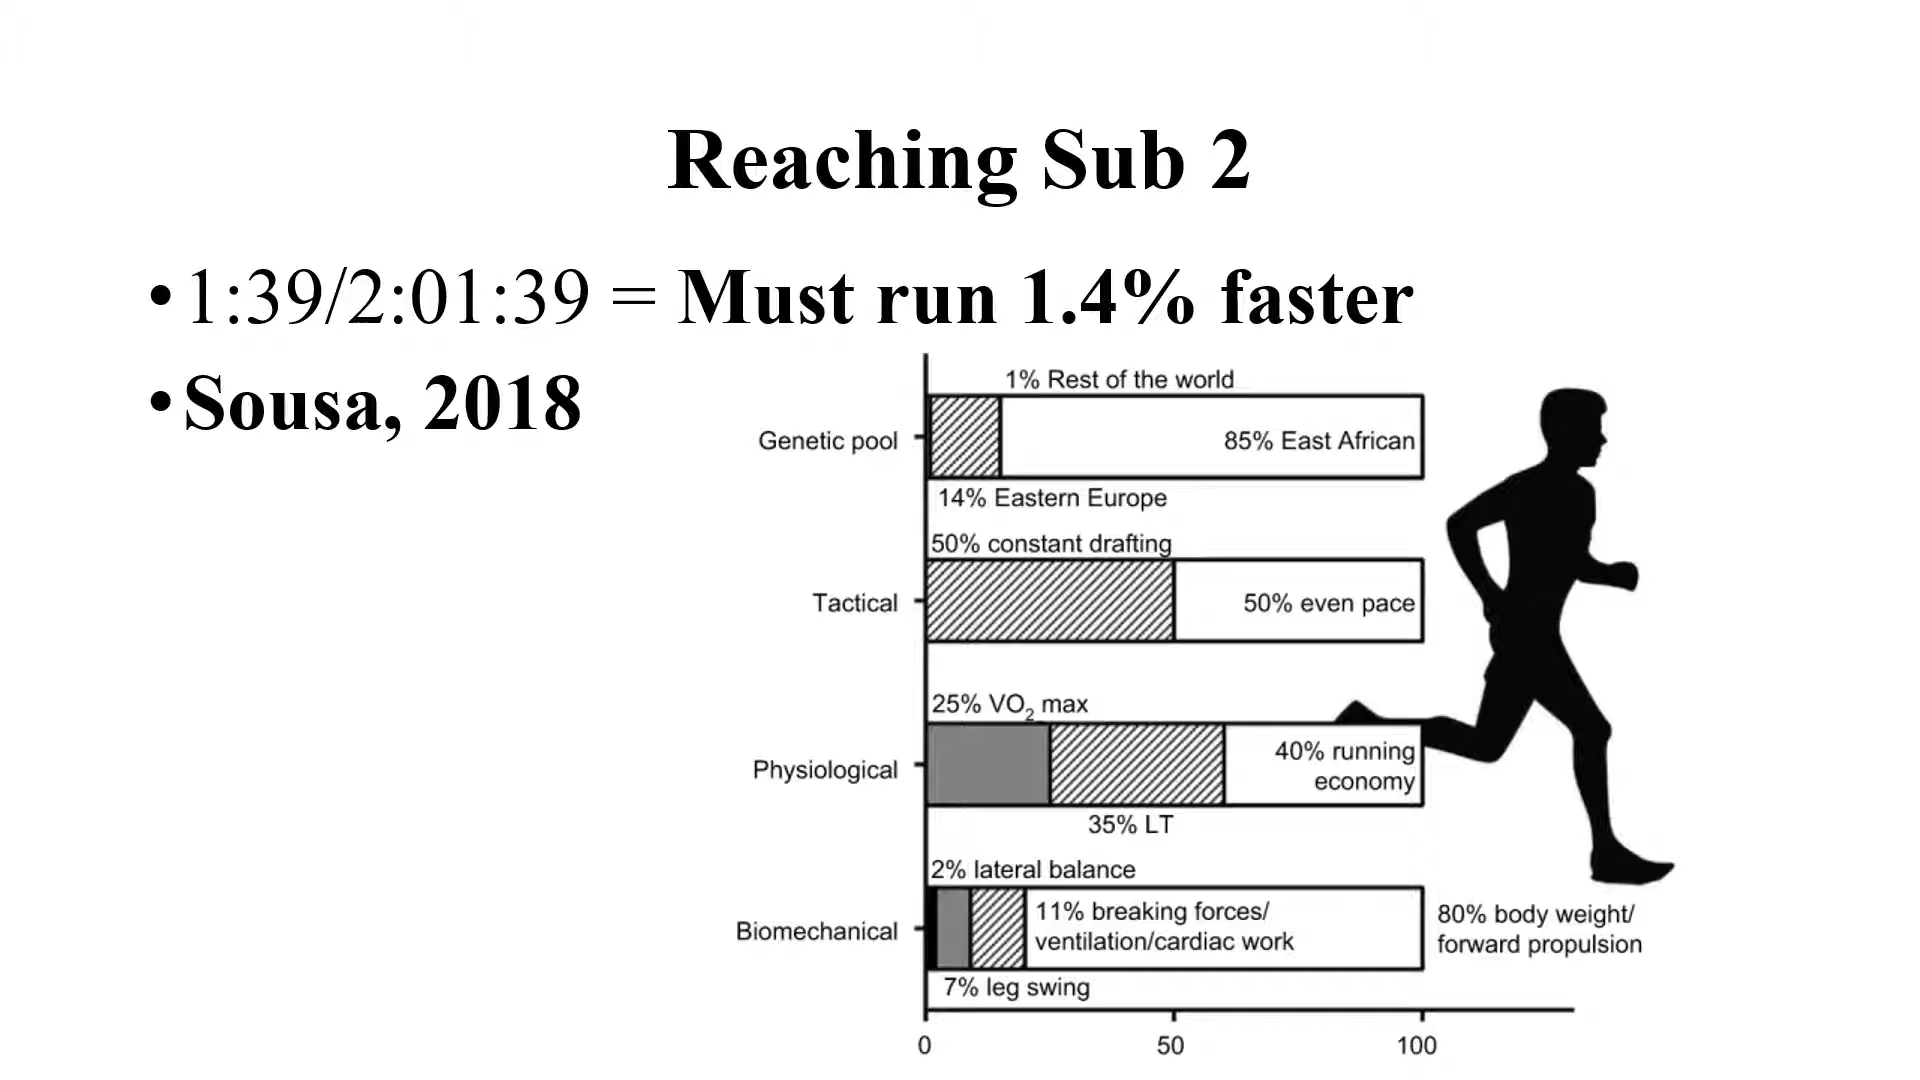 Reaching Sub 2
•1:39/2:01:39 = Must run 1.4% faster
•Sousa, 2018
1% Rest of the world
Genetic pool
85% East African
14% Eastern Europe
50% constant drafting
Tactical
50% even pace
25% VO₂ max
Physiological
40% running
economy
35% LT
2% lateral balance
Biomechanical
11% breaking forces/
ventilation/cardiac work
80% body weight/
forward propulsion
7% leg swing
0 50 100